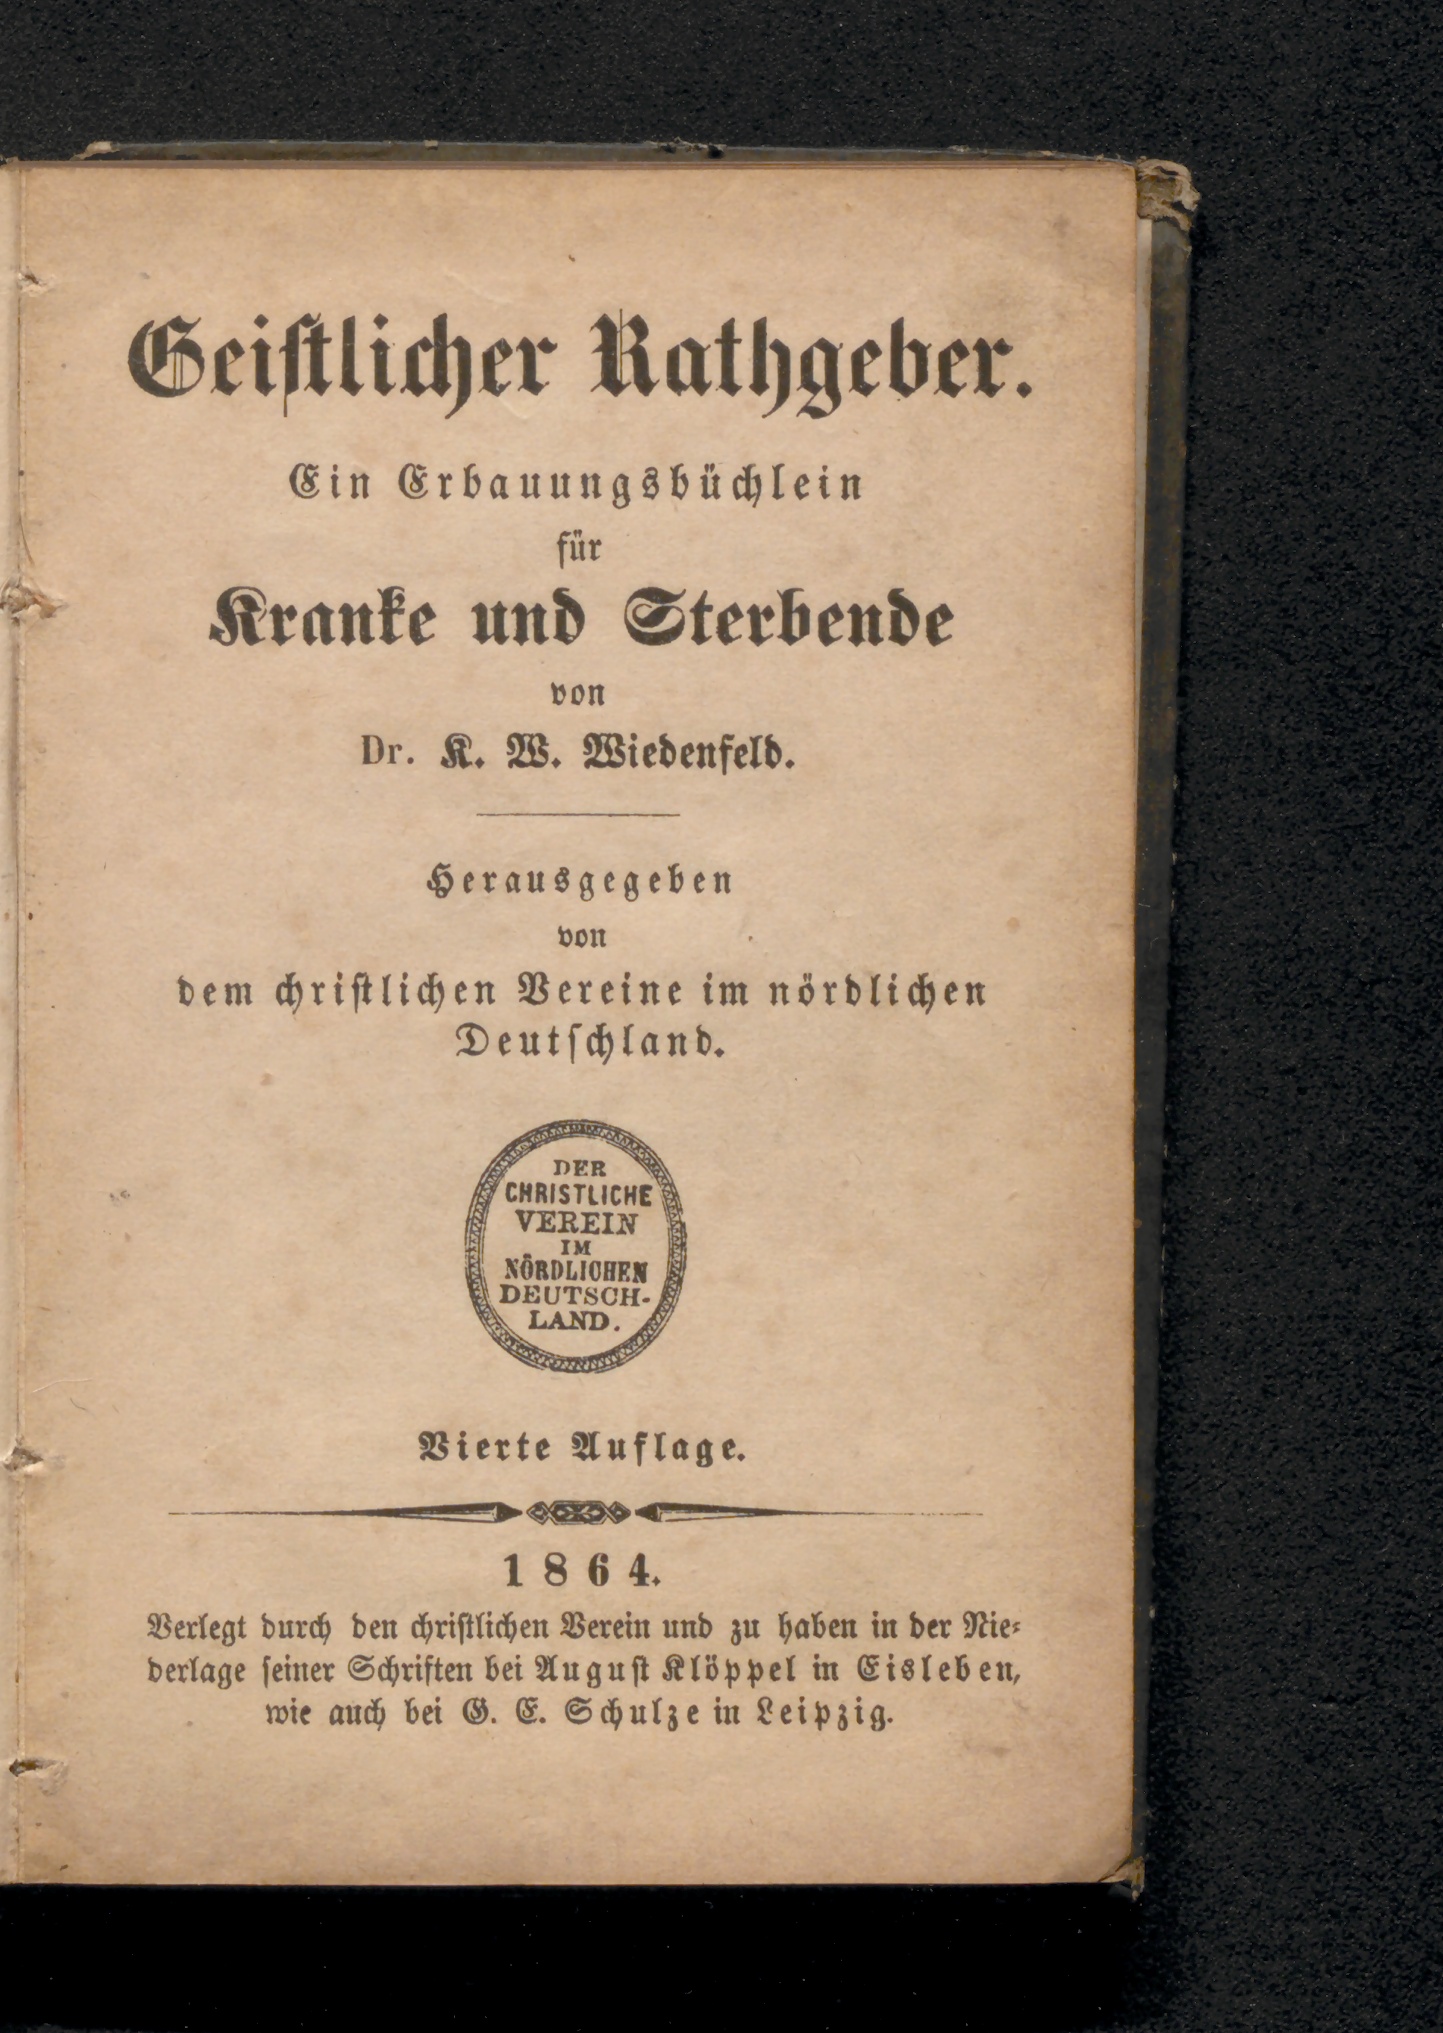 Geiſtlicher Rathgeber.
Ein Erbauungsbüchlein
für
Kranke und Sterbende
von
Dr. K. W. Wiedenfeld.
Herausgegeben
von
dem chriſtlichen Vereine im nördlichen
Deutſchland.
DER
CHRISTLICHE
VEREIN
IM
NÖRDLICHEN
DEUTSCH-
LAND.
Vierte Auflage.
1864.
Verlegt durch den chriſtlichen Verein und zu haben in der Nie⸗
derlage ſeiner Schriften bei Auguſt Klöppel in Eisleben,
wie auch bei G. E. Schulze in Leipzig.